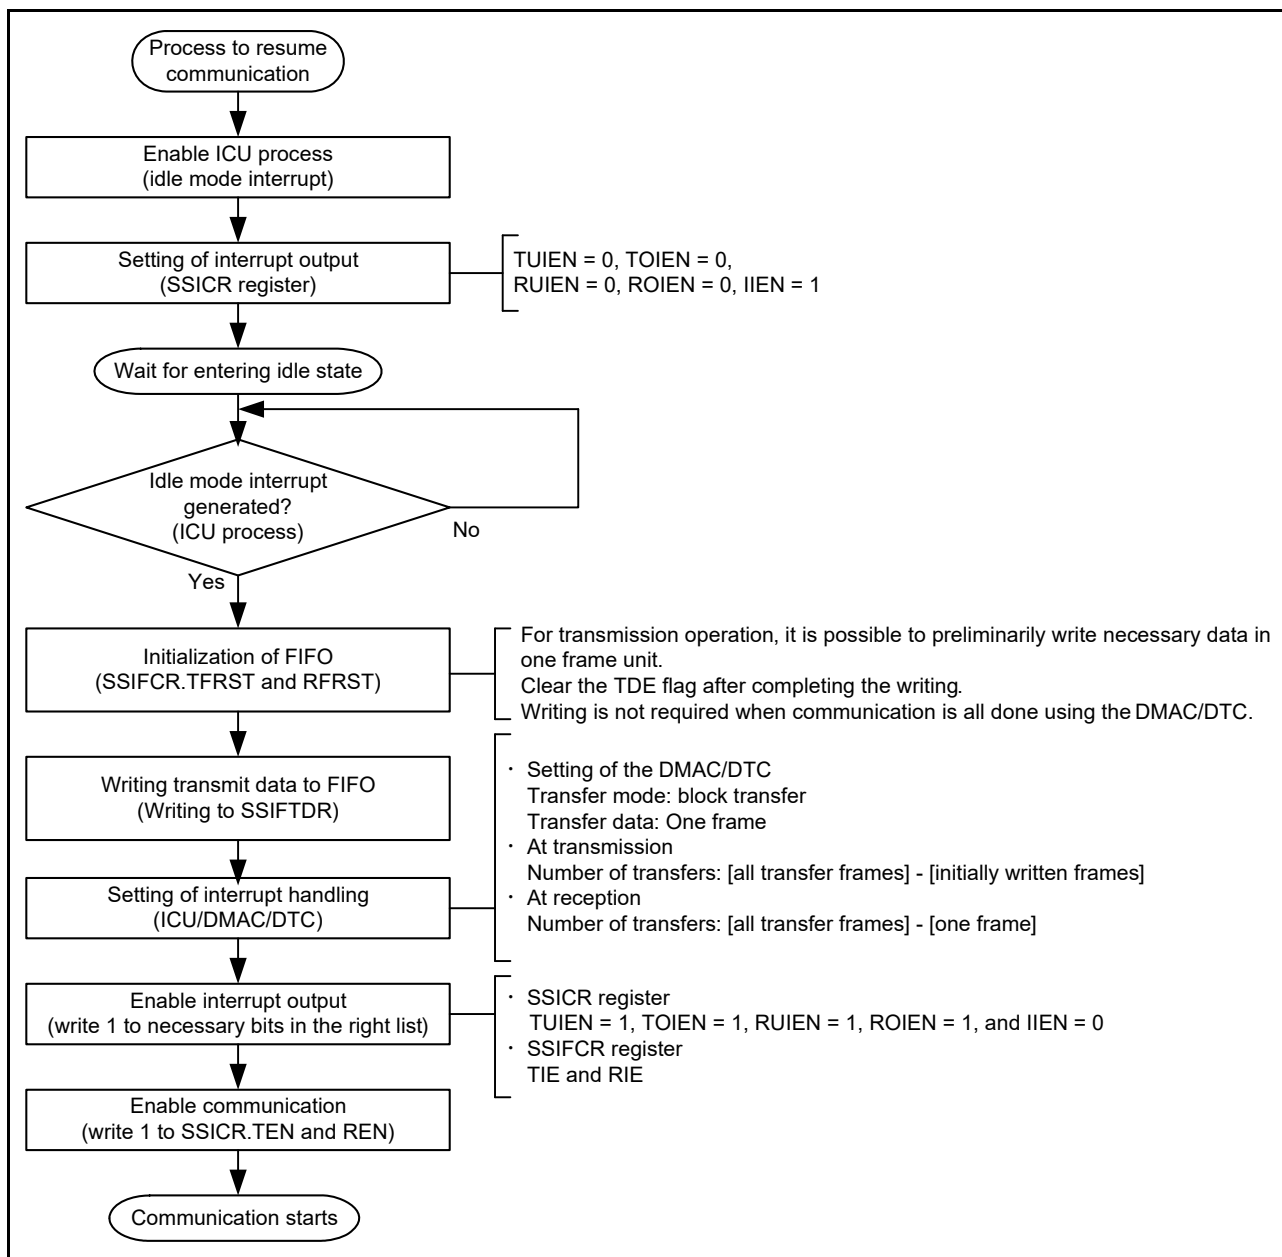 Process to resume
communication
Enable ICU process
(idle mode interrupt)
Setting of interrupt output
(SSICR register)
TUIEN = 0, TOIEN = 0,
RUIEN = 0, ROIEN = 0, IIEN = 1
Wait for entering idle state
Idle mode interrupt
generated?
(ICU process)
No
Yes
Initialization of FIFO
(SSIFCR.TFRST and RFRST)
For transmission operation, it is possible to preliminarily write necessary data in
one frame unit.
Clear the TDE flag after completing the writing.
Writing is not required when communication is all done using the DMAC/DTC.
Writing transmit data to FIFO
(Writing to SSIFTDR)
Setting of interrupt handling
(ICU/DMAC/DTC)
· Setting of the DMAC/DTC
Transfer mode: block transfer
Transfer data: One frame
· At transmission
Number of transfers: [all transfer frames] - [initially written frames]
· At reception
Number of transfers: [all transfer frames] - [one frame]
Enable interrupt output
(write 1 to necessary bits in the right list)
· SSICR register
TUIEN = 1, TOIEN = 1, RUIEN = 1, ROIEN = 1, and IIEN = 0
· SSIFCR register
TIE and RIE
Enable communication
(write 1 to SSICR.TEN and REN)
Communication starts